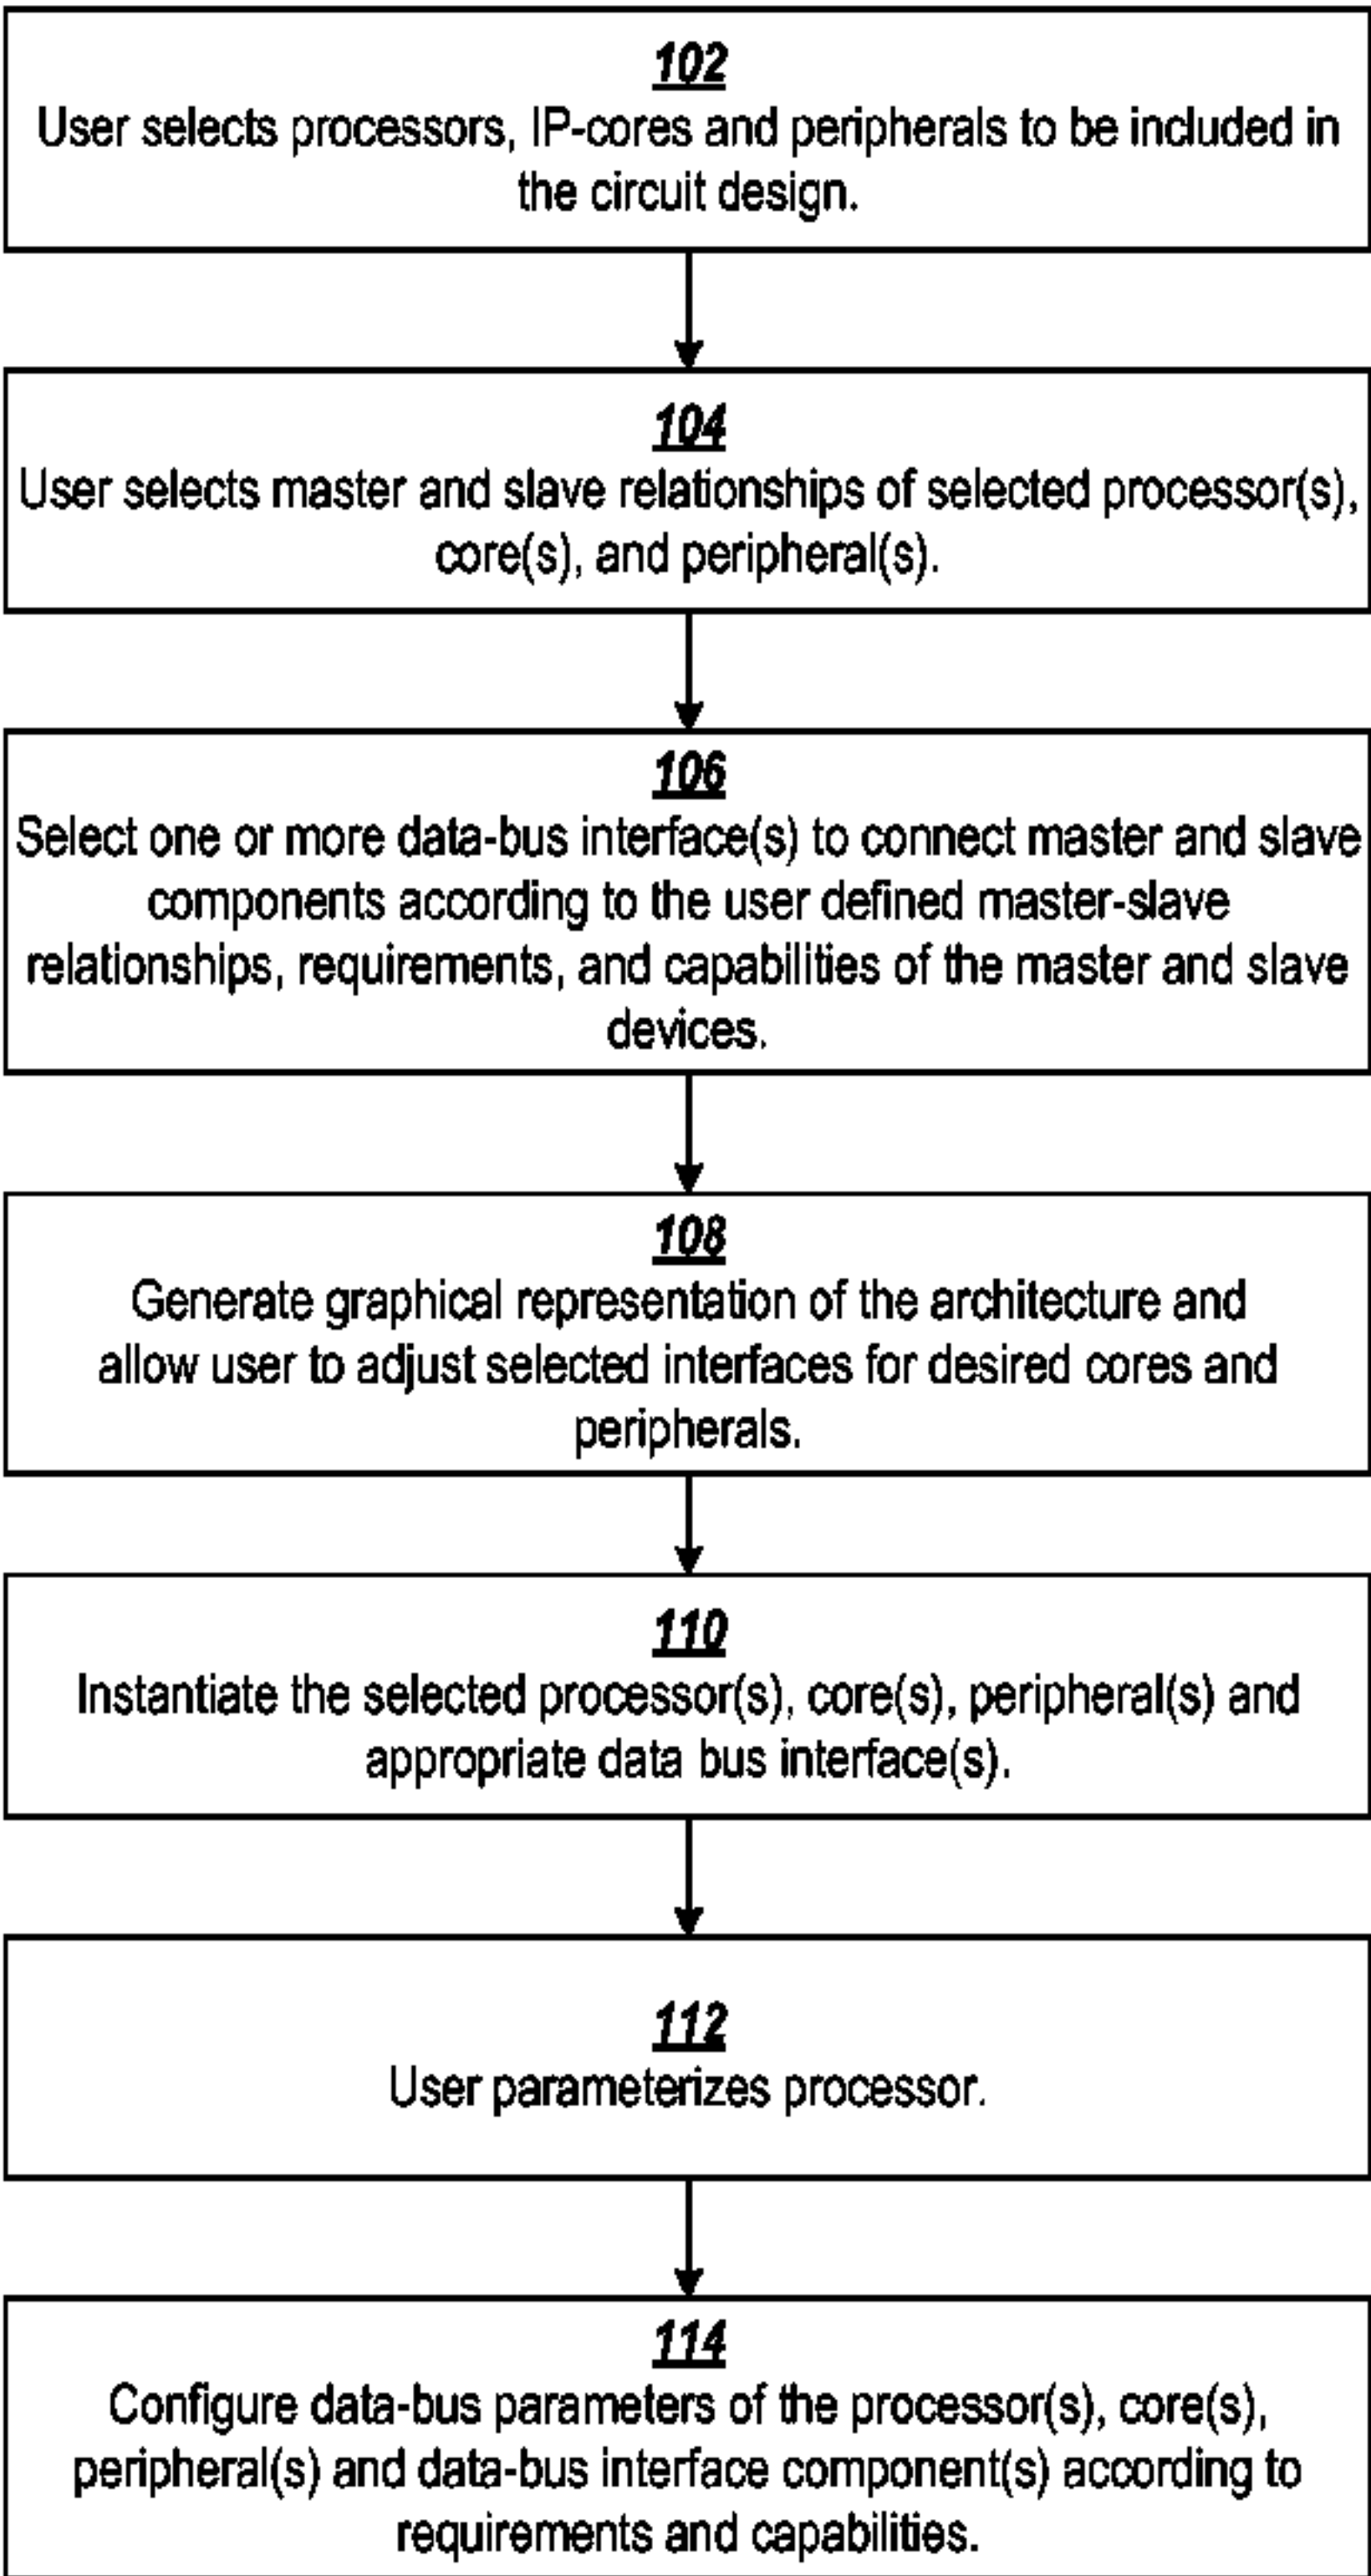 102
User selects processors, IP-cores and peripherals to be included in
the circuit design.
104
User selects master and slave relationships of selected processor(s),
core(s), and peripheral(s).
106
Select one or more data-bus interface(s) to connect master and slave
components according to the user defined master-slave
relationships, requirements, and capabilities of the master and slave
devices.
108
Generate graphical representation of the architecture and
allow user to adjust selected interfaces for desired cores and
peripherals.
110
Instantiate the selected processor(s), core(s), peripheral(s) and
appropriate data bus interface(s).
112
User parameterizes processor.
114
Configure data-bus parameters of the processor(s), core(s),
peripheral(s) and data-bus interface component(s) according to
requirements and capabilities.